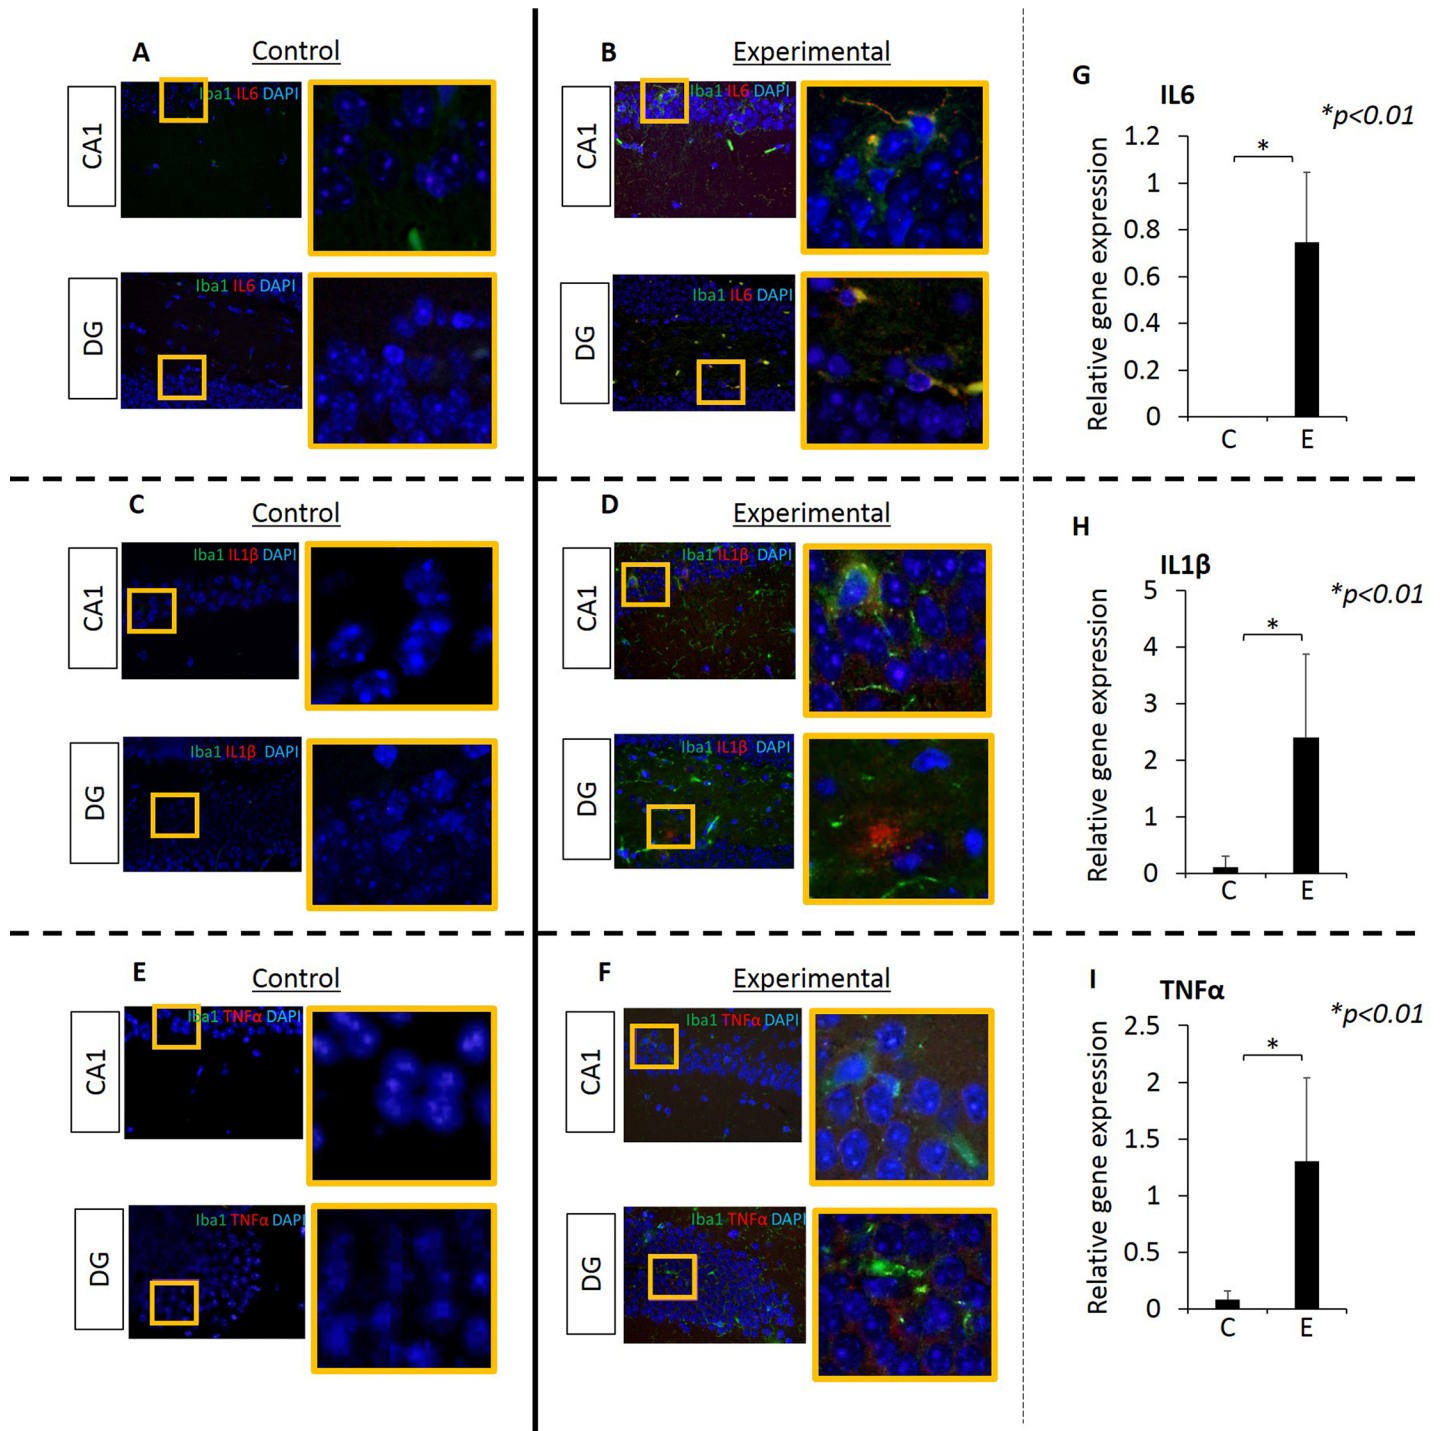 A
Control
CA1
Iba1 IL6 DAPI
DG
Iba1 IL6 DAPI
B
Experimental
CA1
Iba1 IL6 DAPI
DG
Iba1 IL6 DAPI
G
IL6
*p<0.01
Relative gene expression
1.2
1
0.8
0.6
0.4
0.2
0
*
C E
C
Control
CA1
Iba1 IL1β DAPI
DG
Iba1 IL1β DAPI
D
Experimental
CA1
Iba1 IL1β DAPI
DG
Iba1 IL1β DAPI
H
IL1β
*p<0.01
Relative gene expression
5
4
3
2
1
0
*
C E
E
Control
CA1
Iba1 TNFα DAPI
DG
Iba1 TNFα DAPI
F
Experimental
CA1
Iba1 TNFα DAPI
DG
Iba1 TNFα DAPI
I
TNFα
*p<0.01
Relative gene expression
2.5
2
1.5
1
0.5
0
*
C E